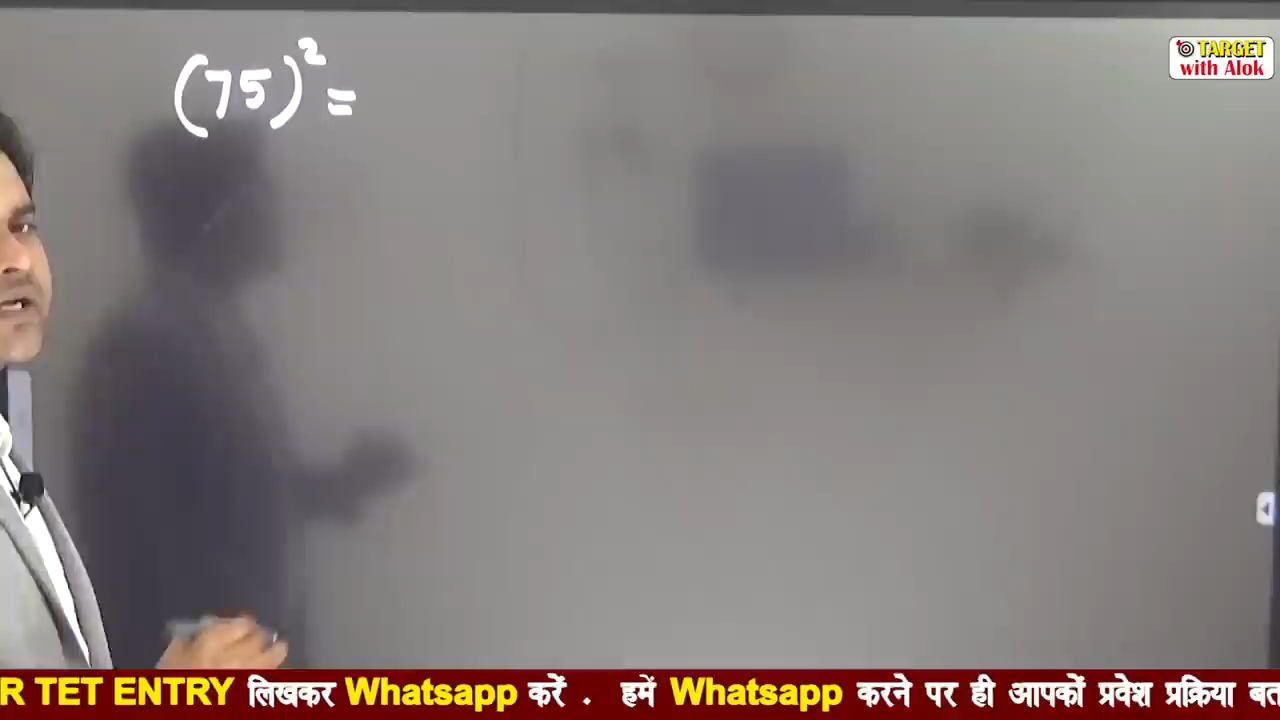 (75)² =
TARGET
with Alok
R TET ENTRY लिखकर Whatsapp करें . हमें Whatsapp करने पर ही आपकों प्रवेश प्रक्रिया बत